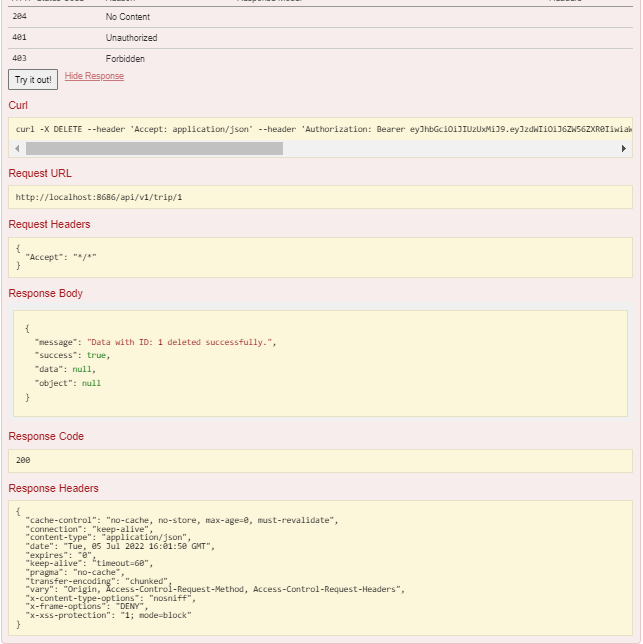 204 No Content
401 Unauthorized
403 Forbidden
Try it out! Hide Response
Curl
curl -X DELETE --header 'Accept: application/json' --header 'Authorization: Bearer
Request URL
http://localhost:8686/api/v1/trip/1
Request Headers
{
"Accept": "*/*"
}
Response Body
{
"message": "Data with ID: 1 deleted successfully.",
"success": true,
"data": null,
"object": null
}
Response Code
200
Response Headers
{
"cache-control": "no-cache, no-store, max-age=0, must-revalidate",
"connection": "keep-alive",
"content-type": "application/json",
"date": "Tue, 05 Jul 2022 16:01:50 GMT",
"expires": "0",
"keep-alive": "timeout=60",
"pragma": "no-cache",
"transfer-encoding": "chunked",
"vary": "Origin, Access-Control-Request-Method, Access-Control-Request-Headers",
"x-content-type-options": "nosniff",
"x-frame-options": "DENY",
"x-xss-protection": "1; mode=block"
}